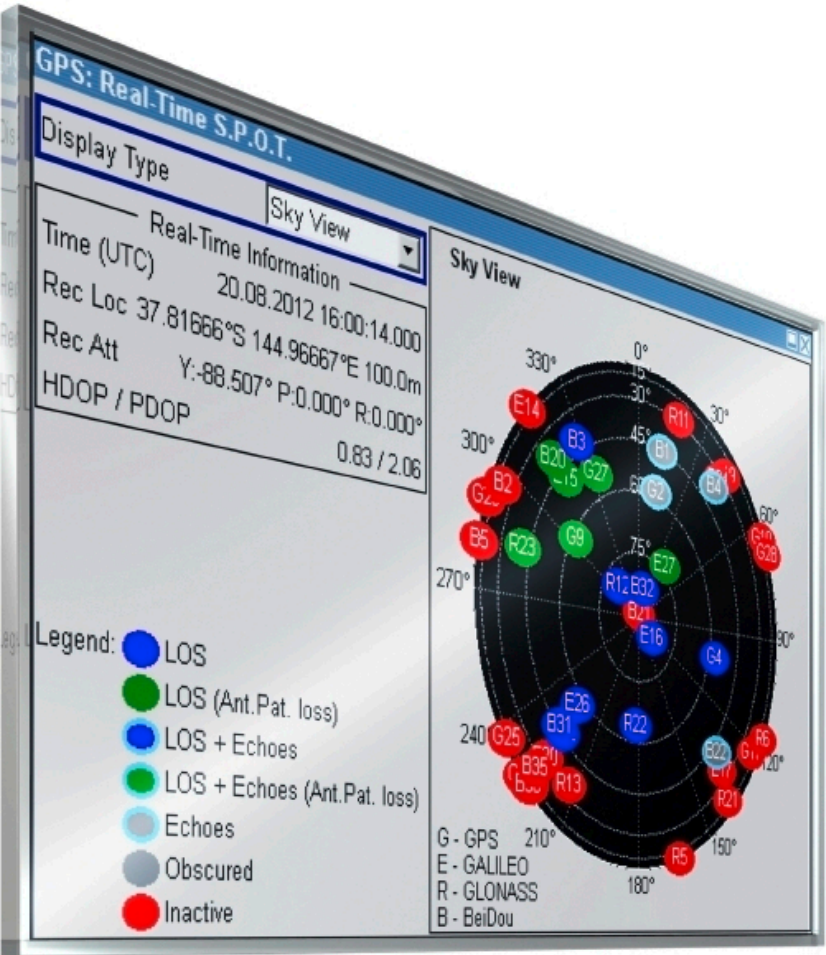 GPS: Real-Time S.P.O.T.
Display Type
Sky View
Real-Time Information
Time (UTC) 20.08.2012 16:00:14.000
Rec Loc 37.81666°S 144.96667°E 100.0m
Rec Att Y:-88.507° P:0.000° R:0.000°
HDOP / PDOP 0.83 / 2.06
Legend:
LOS
LOS (Ant.Pat. loss)
LOS + Echoes
LOS + Echoes (Ant.Pat. loss)
Echoes
Obscured
Inactive
Sky View
0°
330° 15° 30°
30°
E14 R11
300° B3 45° B1
B20 G27
B2 G2 B4
60°
B5 R23 G9 G28
75° E27
270° R12 B32
B21
E16 90°
G4
E26
B31 R22
240° G25 B22 R6
120°
B35 R13
R21
210° 150°
R5
180°
G - GPS
E - GALILEO
R - GLONASS
B - BeiDou